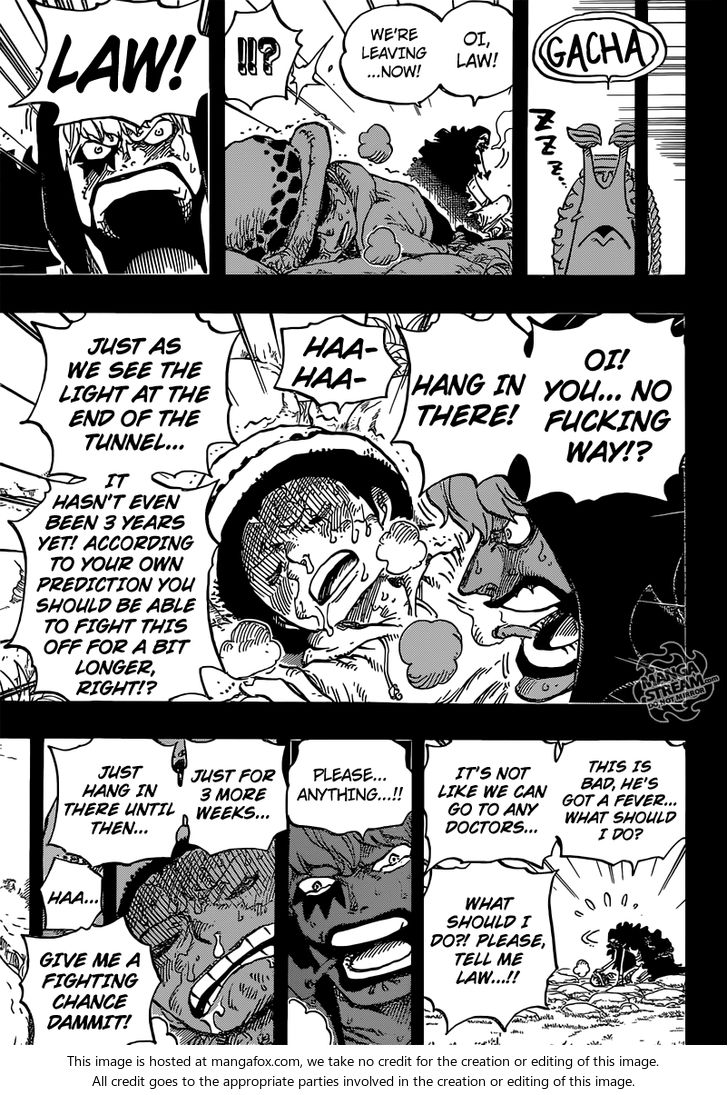 GACHA
Z
Z
Z
Z
OI,
LAW!
WE'RE
LEAVING
...NOW!
!!?
LAW!
OI!
YOU... NO
FUCKING
WAY!?
HANG IN
THERE!
HAA-
HAA-
JUST AS
WE SEE THE
LIGHT AT THE
END OF THE
TUNNEL...
IT
HASN'T EVEN
BEEN 3 YEARS
YET! ACCORDING
TO YOUR OWN
PREDICTION YOU
SHOULD BE ABLE
TO FIGHT THIS
OFF FOR A BIT
LONGER,
RIGHT!?
MANGA
STREAM.com
DO NOT MIRROR
THIS IS
BAD, HE'S
GOT A FEVER...
WHAT SHOULD
I DO?
IT'S NOT
LIKE WE CAN
GO TO ANY
DOCTORS...
WHAT
SHOULD I
DO?! PLEASE,
TELL ME
LAW...!!
PLEASE...
ANYTHING...!!
JUST FOR
3 MORE
WEEKS...
JUST
HANG IN
THERE UNTIL
THEN...
HAA...
GIVE ME A
FIGHTING
CHANCE
DAMMIT!
This image is hosted at mangafox.com, we take no credit for the creation or editing of this image.
All credit goes to the appropriate parties involved in the creation or editing of this image.